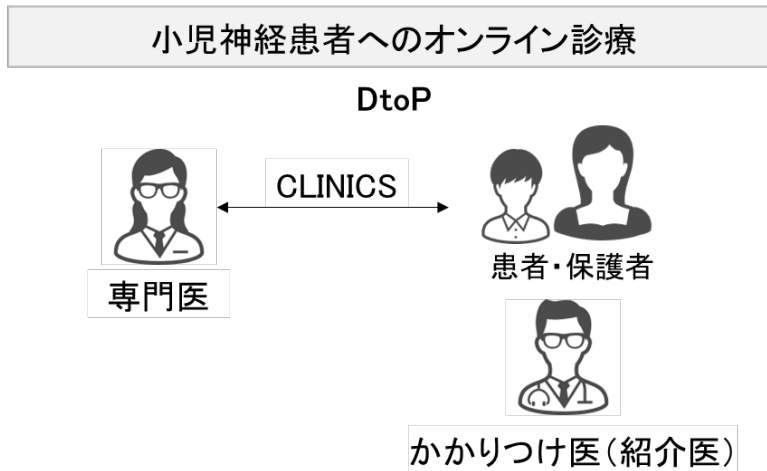 小児神経患者へのオンライン診療
DtoP
CLINICS
患者・保護者
専門医
かかりつけ医(紹介医)